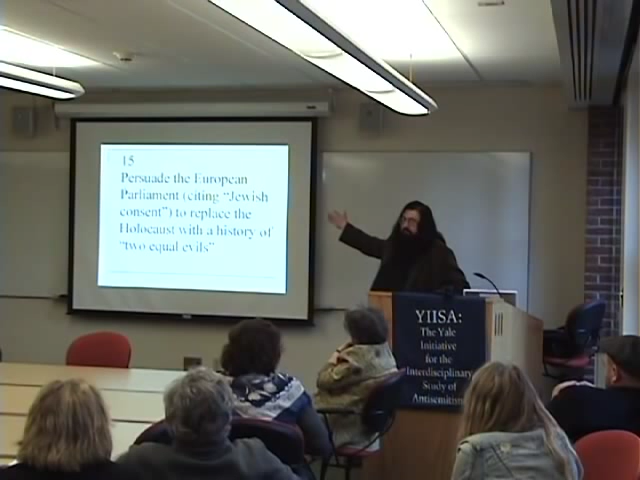 15
Persuade the European
Parliament (citing “Jewish
consent”) to replace the
Holocaust with a history of
“two equal evils”
YIISA:
The Yale
Initiative
for the
Interdisciplinary
Study of
Antisemitism